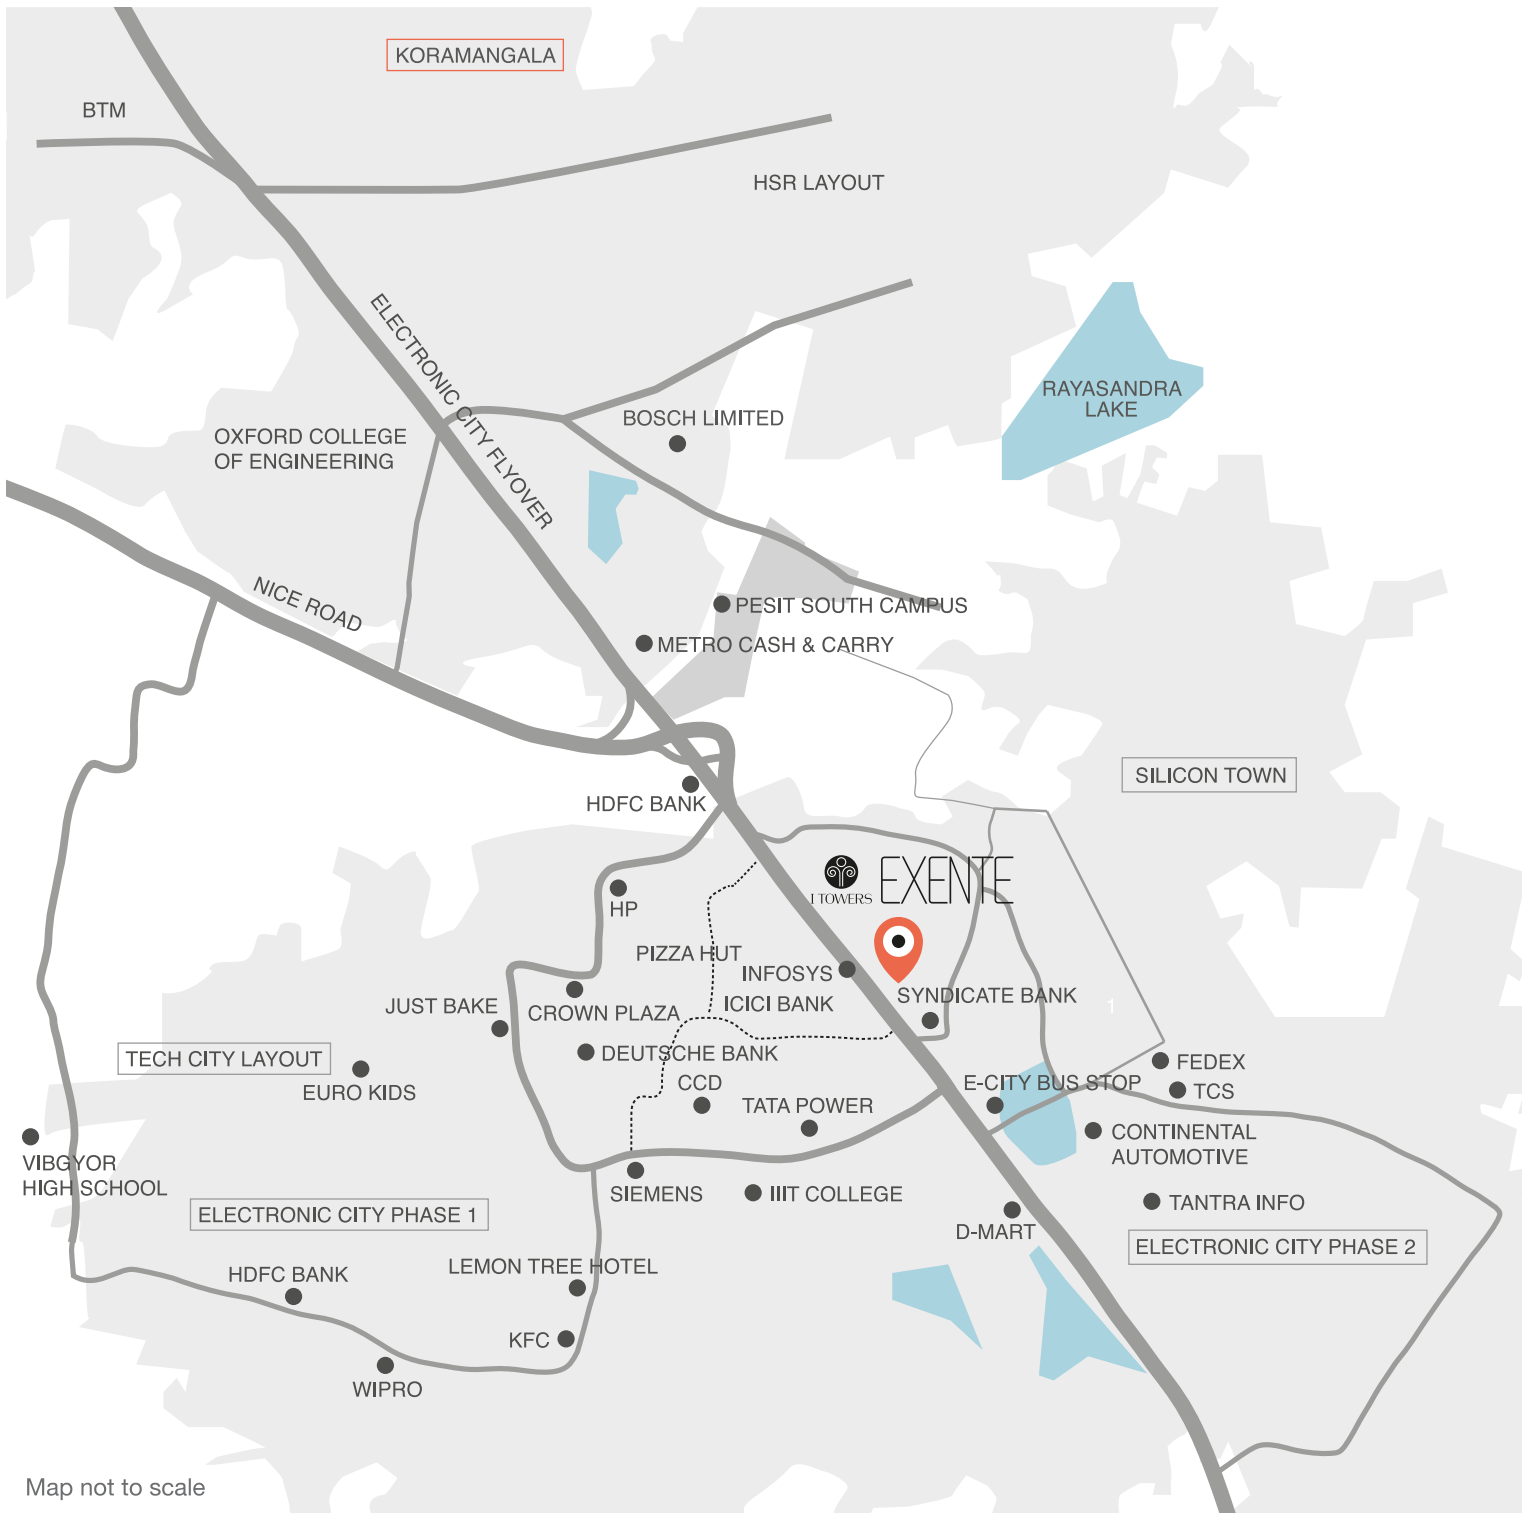 KORAMANGALA
BTM
HSR LAYOUT
ELECTRONIC CITY FLYOVER
RAYASANDRA
LAKE
BOSCH LIMITED
OXFORD COLLEGE
OF ENGINEERING
NICE ROAD
PESIT SOUTH CAMPUS
METRO CASH & CARRY
SILICON TOWN
HDFC BANK
I TOWERS
EXENTE
HP
PIZZA HUT
INFOSYS
SYNDICATE BANK
ICICI BANK
1
JUST BAKE
CROWN PLAZA
TECH CITY LAYOUT
DEUTSCHE BANK
FEDEX
EURO KIDS
CCD
E-CITY BUS STOP
TCS
TATA POWER
CONTINENTAL
AUTOMOTIVE
VIBGYOR
HIGH SCHOOL
SIEMENS
IIIT COLLEGE
TANTRA INFO
ELECTRONIC CITY PHASE 1
D-MART
ELECTRONIC CITY PHASE 2
LEMON TREE HOTEL
HDFC BANK
KFC
WIPRO
Map not to scale